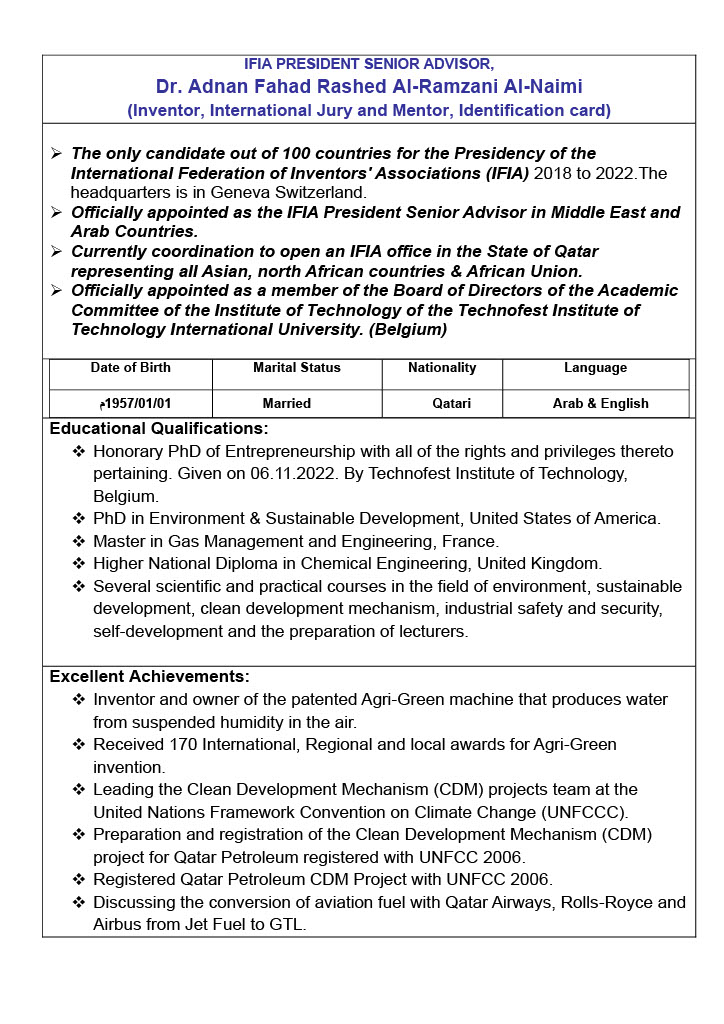 IFIA PRESIDENT SENIOR ADVISOR,
Dr. Adnan Fahad Rashed Al-Ramzani Al-Naimi
(Inventor, International Jury and Mentor, Identification card)
➢ The only candidate out of 100 countries for the Presidency of the
International Federation of Inventors' Associations (IFIA) 2018 to 2022.The
headquarters is in Geneva Switzerland.
➢ Officially appointed as the IFIA President Senior Advisor in Middle East and
Arab Countries.
➢ Currently coordination to open an IFIA office in the State of Qatar
representing all Asian, north African countries & African Union.
➢ Officially appointed as a member of the Board of Directors of the Academic
Committee of the Institute of Technology of the Technofest Institute of
Technology International University. (Belgium)
Date of Birth Marital Status Nationality Language
1957/01/01م Married Qatari Arab & English
Educational Qualifications:
❖ Honorary PhD of Entrepreneurship with all of the rights and privileges thereto
pertaining. Given on 06.11.2022. By Technofest Institute of Technology,
Belgium.
❖ PhD in Environment & Sustainable Development, United States of America.
❖ Master in Gas Management and Engineering, France.
❖ Higher National Diploma in Chemical Engineering, United Kingdom.
❖ Several scientific and practical courses in the field of environment, sustainable
development, clean development mechanism, industrial safety and security,
self-development and the preparation of lecturers.
Excellent Achievements:
❖ Inventor and owner of the patented Agri-Green machine that produces water
from suspended humidity in the air.
❖ Received 170 International, Regional and local awards for Agri-Green
invention.
❖ Leading the Clean Development Mechanism (CDM) projects team at the
United Nations Framework Convention on Climate Change (UNFCCC).
❖ Preparation and registration of the Clean Development Mechanism (CDM)
project for Qatar Petroleum registered with UNFCC 2006.
❖ Registered Qatar Petroleum CDM Project with UNFCC 2006.
❖ Discussing the conversion of aviation fuel with Qatar Airways, Rolls-Royce and
Airbus from Jet Fuel to GTL.